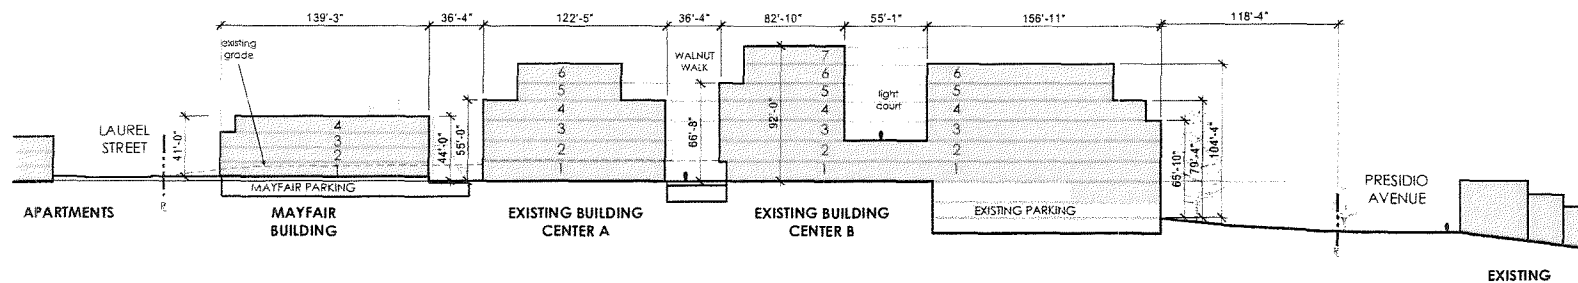 139'-3" 36'-4" 122'-5" 36'-4" 82'-10" 55'-1" 156'-11" 118'-4"
existing
grade
WALNUT
WALK
LAUREL
STREET
41'-0"
4
3
2
1
44'-0"
55'-0"
6
5
4
3
2
1
66'-8"
7
6
5
4
3
2
1
92'-0"
light
court
6
5
4
3
2
1
79'-4"
104'-4"
PRESIDIO
AVENUE
MAYFAIR PARKING
EXISTING PARKING
APARTMENTS
MAYFAIR
BUILDING
EXISTING BUILDING
CENTER A
EXISTING BUILDING
CENTER B
EXISTING